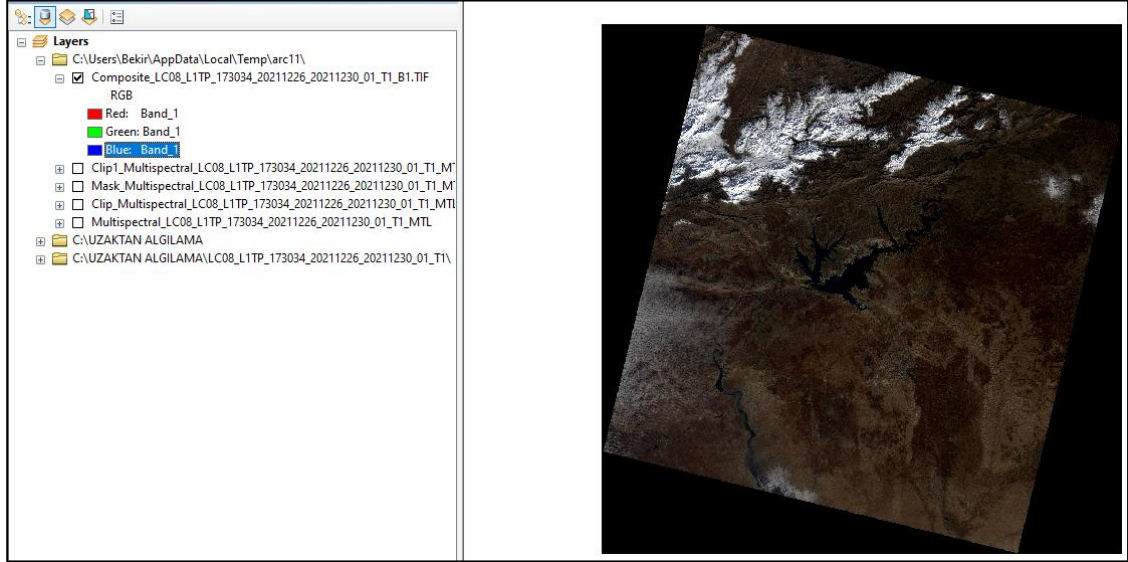 Layers
C:\Users\Bekir\AppData\Local\Temp\arc11\
Composite_LC08_L1TP_173034_20211226_20211230_01_T1_B1.TIF
RGB
Red: Band_1
Green: Band_1
Blue: Band_1
Clip1_Multispectral_LC08_L1TP_173034_20211226_20211230_01_T1_M
Mask_Multispectral_LC08_L1TP_173034_20211226_20211230_01_T1_M
Clip_Multispectral_LC08_L1TP_173034_20211226_20211230_01_T1_MTL
Multispectral_LC08_L1TP_173034_20211226_20211230_01_T1_MTL
C:\UZAKTAN ALGILAMA
C:\UZAKTAN ALGILAMA\LC08_L1TP_173034_20211226_20211230_01_T1\